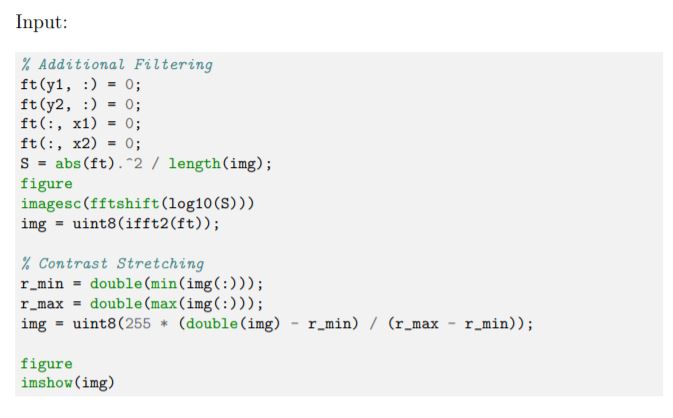 Input:
% Additional Filtering
ft(y1, :) = 0;
ft(y2, :) = 0;
ft(:, x1) = 0;
ft(:, x2) = 0;
S = abs(ft).^2 / length(img);
figure
imagesc(fftshift(log10(S)))
img = uint8(ifft2(ft));
% Contrast Stretching
r_min = double(min(img(:)));
r_max = double(max(img(:)));
img = uint8(255 * (double(img) - r_min) / (r_max - r_min));
figure
imshow(img)